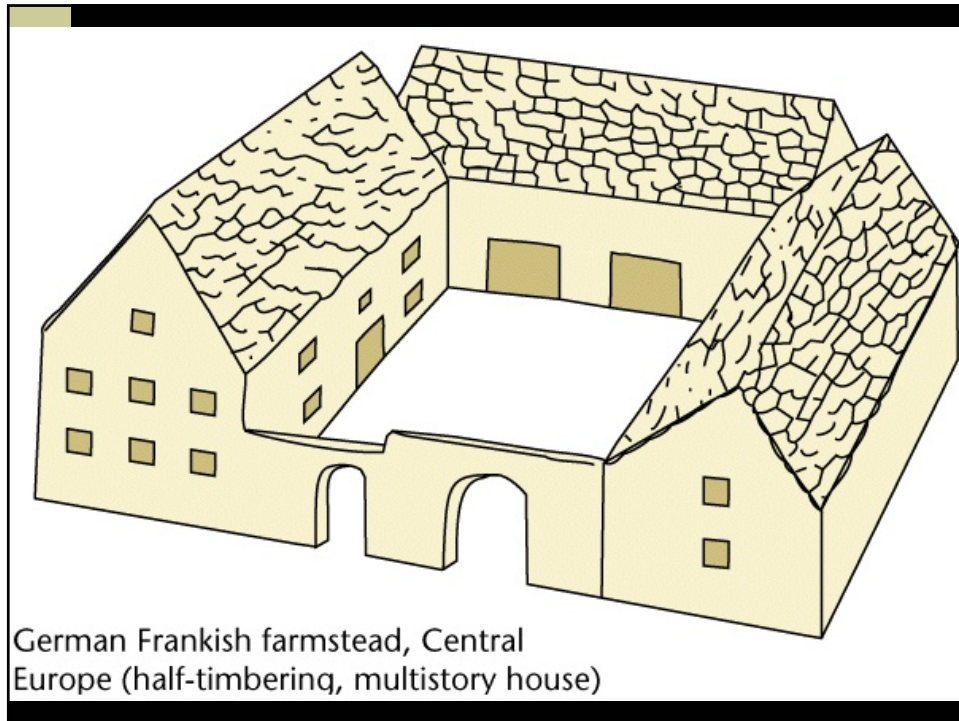 German Frankish farmstead, Central
Europe (half-timbering, multistory house)